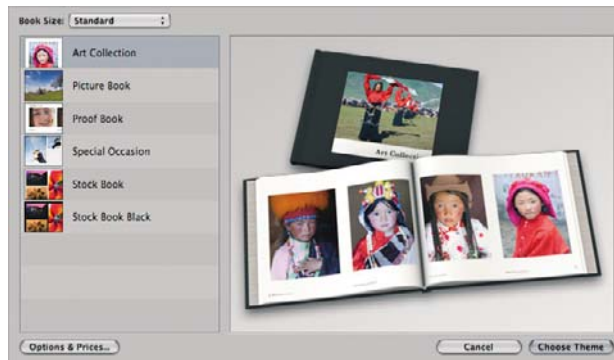 Book Size: Standard
Art Collection
Picture Book
Proof Book
Special Occasion
Stock Book
Stock Book Black
Art Collecti
Options & Prices...
Cancel
Choose Theme